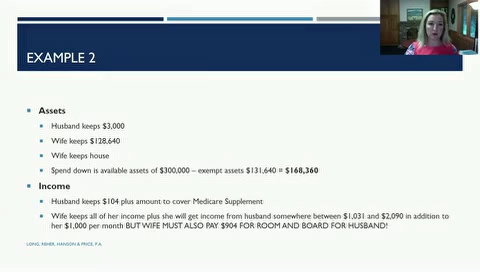 EXAMPLE 2
Assets
Husband keeps $3,000
Wife keeps $128,640
Wife keeps house
Spend down is available assets of $300,000 – exempt assets $131,640 = $168,360
Income
Husband keeps $104 plus amount to cover Medicare Supplement
Wife keeps all of her income plus she will get income from husband somewhere between $1,031 and $2,090 in addition to
her $1,000 per month BUT WIFE MUST ALSO PAY $904 FOR ROOM AND BOARD FOR HUSBAND!
LONG, REHER, HANSON & PRICE, P.A.